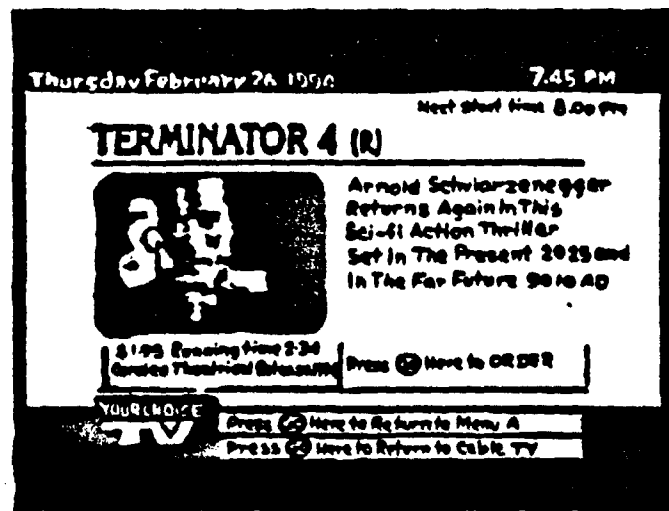 Thursday February 26 1998 7.45 PM
Next start time 8.00 PM
TERMINATOR 4 (R)
Arnold Schwarzenegger
Returns Again In This
Sci-fi Action Thriller
Set In The Present 2025 and
In The Far Future AD
Running time 2:34
Theatrical
Press Here to ORDER
YOUR CHOICE
TV
Press Here to Return to Menu A
Press Here to Return to Cable TV